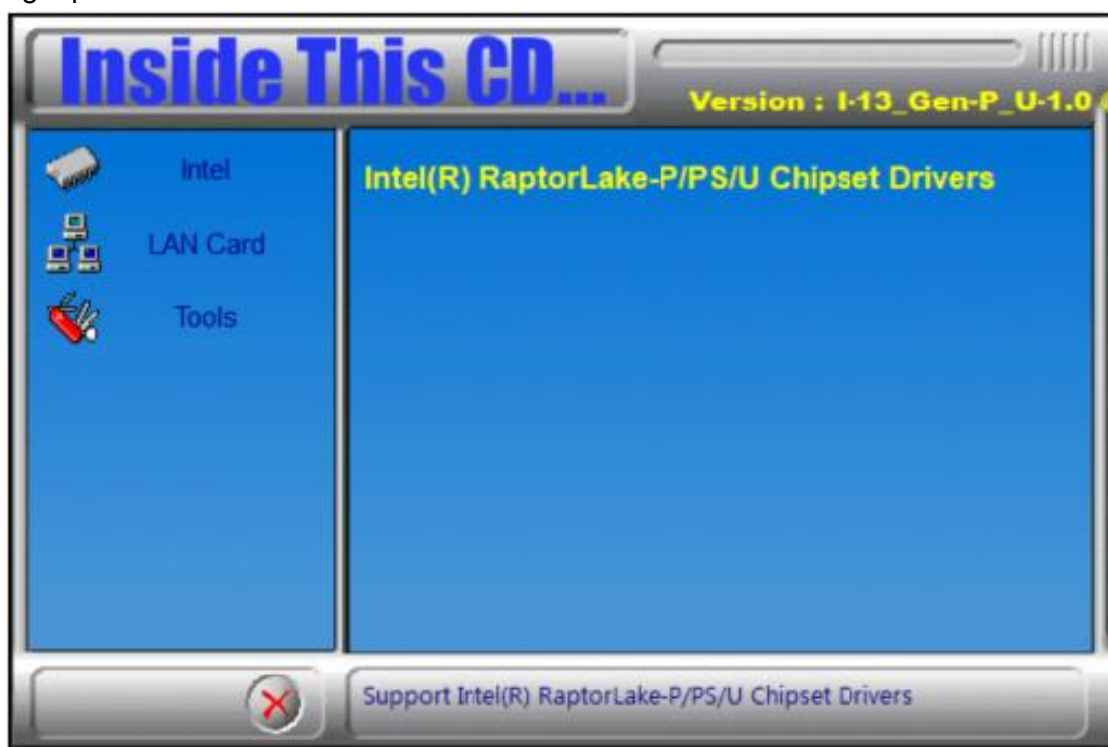 Inside This CD...
Version : I-13_Gen-P_U-1.0
Intel
LAN Card
Tools
Intel(R) RaptorLake-P/PS/U Chipset Drivers
Support Intel(R) RaptorLake-P/PS/U Chipset Drivers